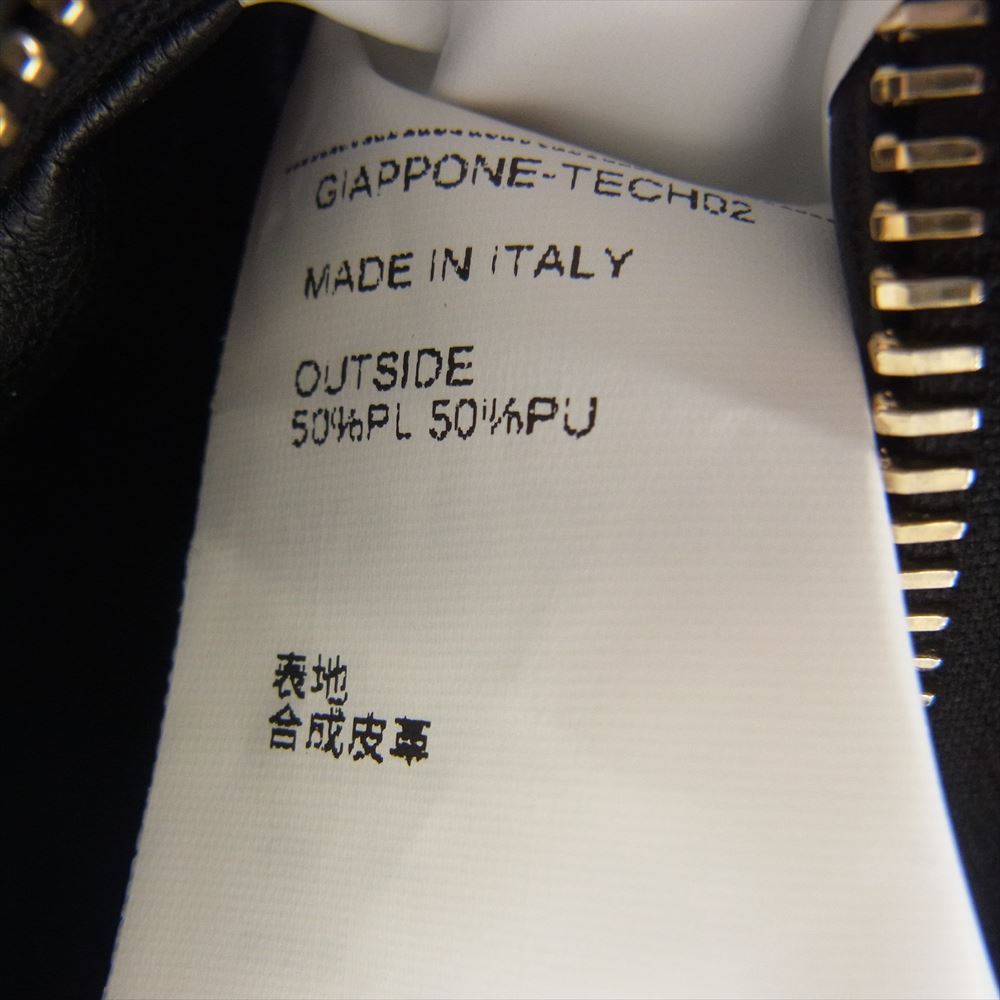 GIAPPONE-TECH02
MADE IN ITALY
OUTSIDE
50%PL 50%PU
表地
合成皮革